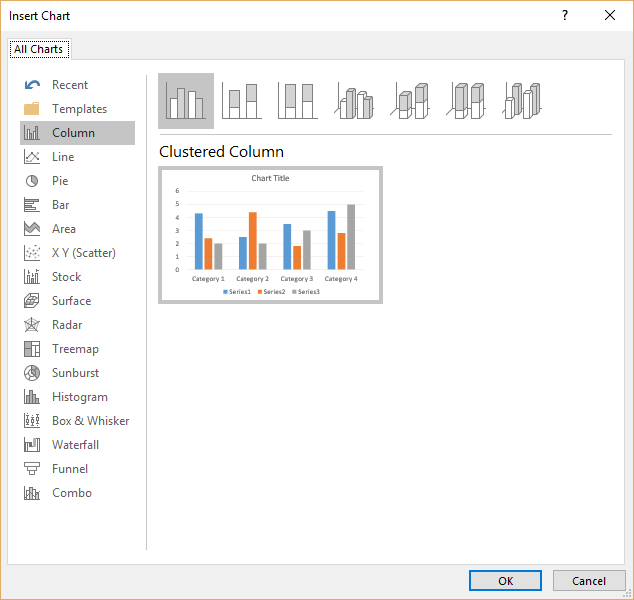 Insert Chart
?
All Charts
Recent
Templates
Column
Line
Pie
Bar
Area
X Y (Scatter)
Stock
Surface
Radar
Treemap
Sunburst
Histogram
Box & Whisker
Waterfall
Funnel
Combo
Clustered Column
Chart Title
6
5
4
3
2
1
0
Category 1 Category 2 Category 3 Category 4
Series1 Series2 Series3
OK Cancel